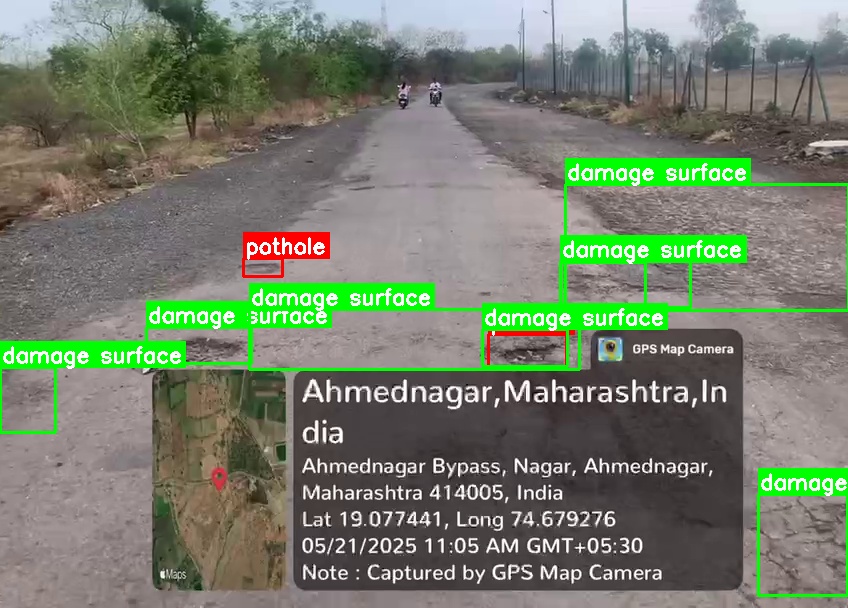 damage surface
damage surface
pothole
damage surface
damage surface
damage surface
damage surface
GPS Map Camera
Ahmednagar,Maharashtra,In
dia
Ahmednagar Bypass, Nagar, Ahmednagar,
Maharashtra 414005, India
Lat 19.077441, Long 74.679276
05/21/2025 11:05 AM GMT+05:30
Note : Captured by GPS Map Camera
Maps
damage